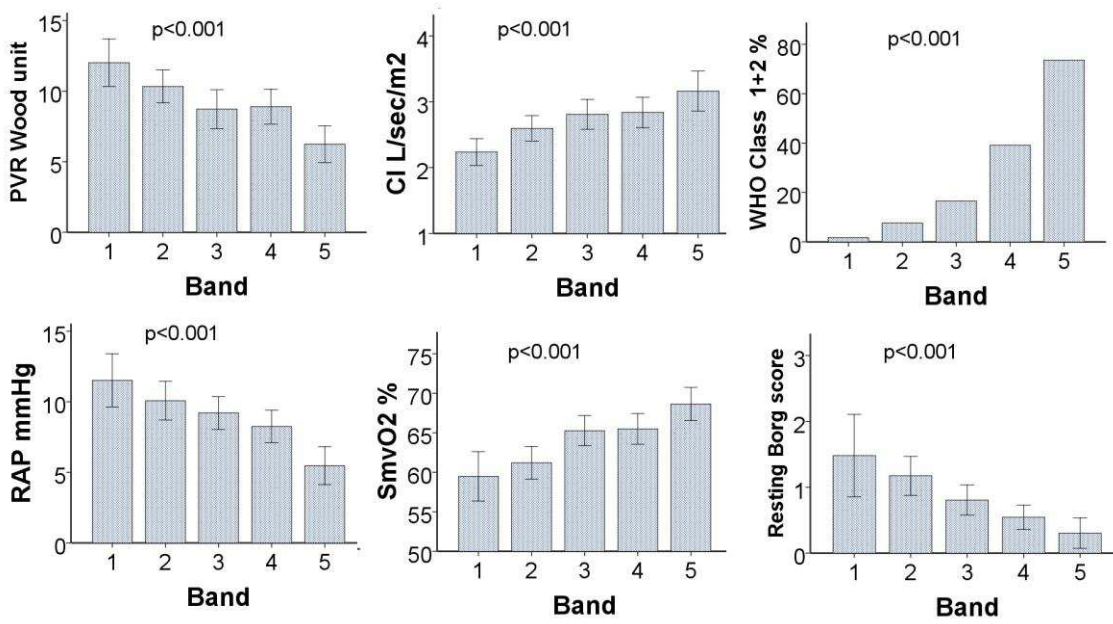 PVR Wood unit
p<0.001
15
10
5
0
1 2 3 4 5
Band
CI L/sec/m2
p<0.001
4
3
2
1
1 2 3 4 5
Band
WHO Class 1+2 %
p<0.001
80
60
40
20
0
1 2 3 4 5
Band
RAP mmHg
p<0.001
15
10
5
0
1 2 3 4 5
Band
SmvO2 %
p<0.001
75
70
65
60
55
50
1 2 3 4 5
Band
Resting Borg score
p<0.001
3
2
1
0
1 2 3 4 5
Band